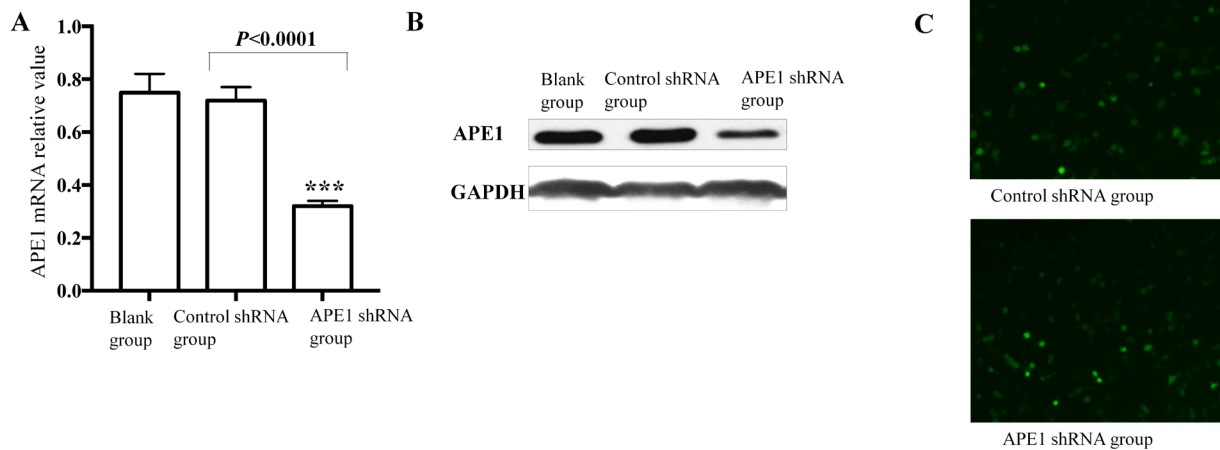 A
1.0
0.8
0.6
0.4
0.2
0.0
APE1 mRNA relative value
P<0.0001
***
Blank
group
Control shRNA
group
APE1 shRNA
group
B
Blank
group
Control shRNA
group
APE1 shRNA
group
APE1
GAPDH
C
Control shRNA group
APE1 shRNA group